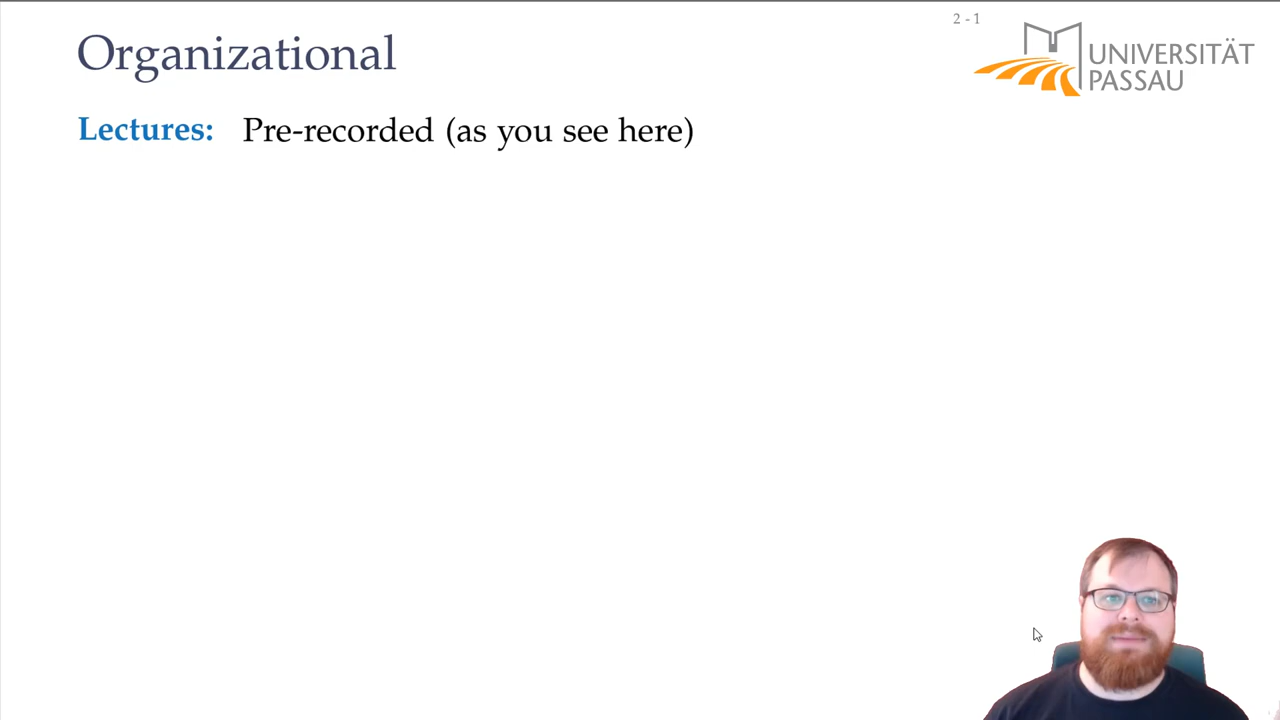 2 - 1
Organizational
UNIVERSITÄT
PASSAU
Lectures: Pre-recorded (as you see here)